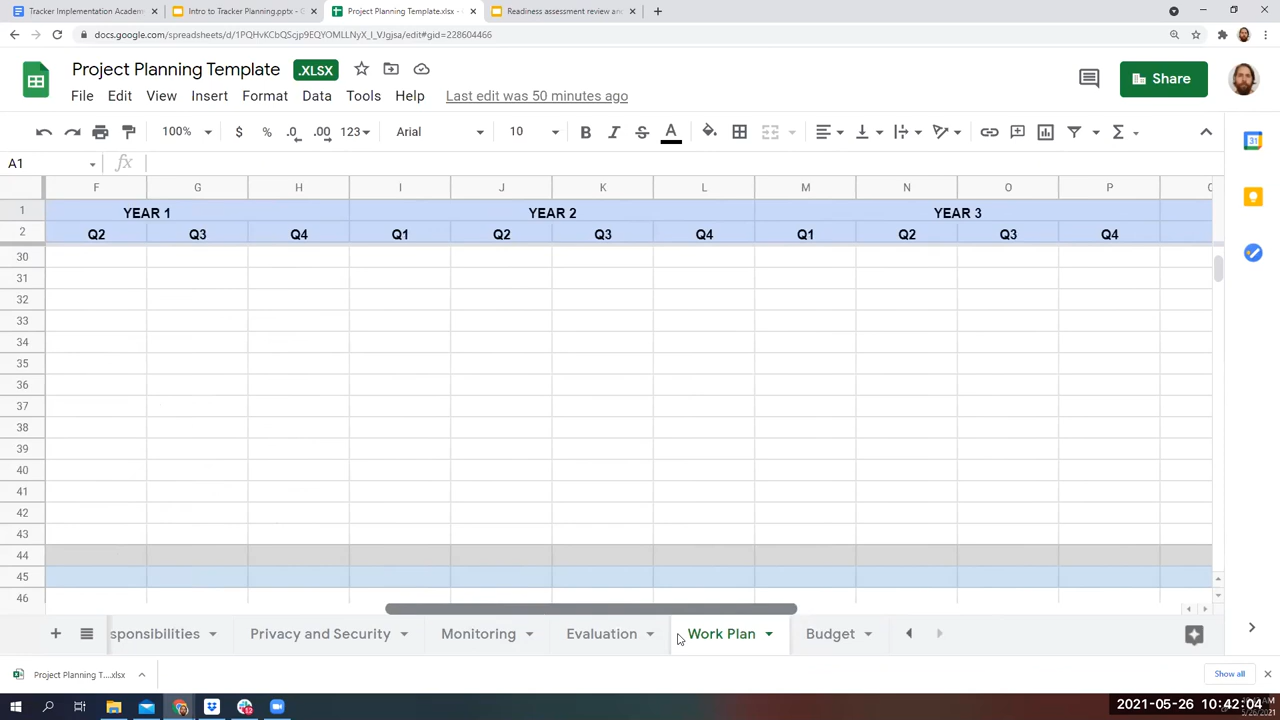 Tracker Implementation Academ
Intro to Tracker Planning.pptx - G
Project Planning Template.xlsx -
Readiness assessment review and
docs.google.com/spreadsheets/d/1PQHvKCbQScjp9EQYOMLLNyX_I_VJgjsa/edit#gid=228604466
Project Planning Template .XLSX
Share
File Edit View Insert Format Data Tools Help Last edit was 50 minutes ago
100% $ % .0 .00 123 Arial 10 B I S A
A1 fx
F G H I J K L M N O P
1 YEAR 1 YEAR 2 YEAR 3
2 Q2 Q3 Q4 Q1 Q2 Q3 Q4 Q1 Q2 Q3 Q4
30
31
32
33
34
35
36
37
38
39
40
41
42
43
44
45
46
sponsibilities Privacy and Security Monitoring Evaluation Work Plan Budget
Project Planning T....xlsx
Show all
2021-05-26 10:42:04